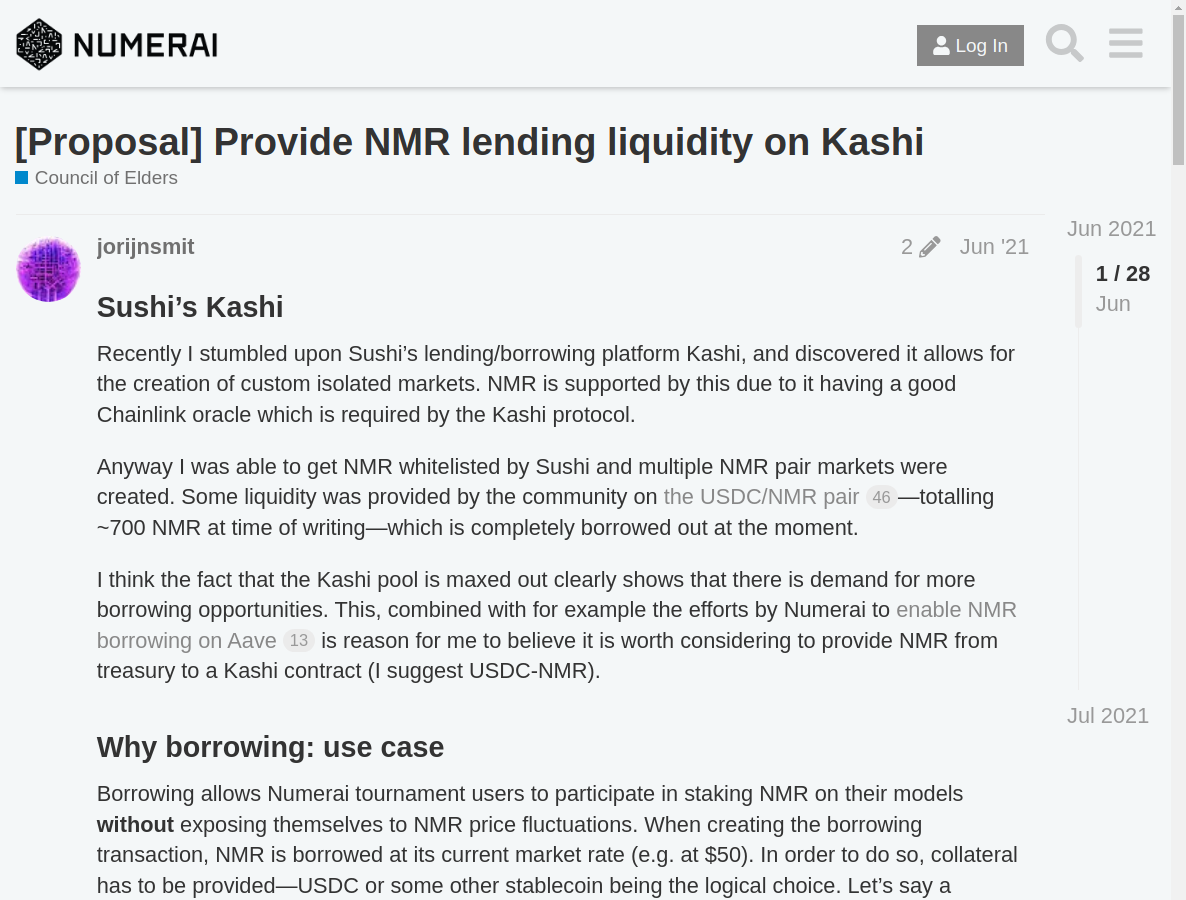 NUMERAI
Log In
[Proposal] Provide NMR lending liquidity on Kashi
Council of Elders
jorijnsmit
2
Jun '21
Jun 2021
1 / 28
Jun
Sushi’s Kashi
Recently I stumbled upon Sushi’s lending/borrowing platform Kashi, and discovered it allows for
the creation of custom isolated markets. NMR is supported by this due to it having a good
Chainlink oracle which is required by the Kashi protocol.
Anyway I was able to get NMR whitelisted by Sushi and multiple NMR pair markets were
created. Some liquidity was provided by the community on the USDC/NMR pair 46—totalling
~700 NMR at time of writing—which is completely borrowed out at the moment.
I think the fact that the Kashi pool is maxed out clearly shows that there is demand for more
borrowing opportunities. This, combined with for example the efforts by Numerai to enable NMR
borrowing on Aave 13 is reason for me to believe it is worth considering to provide NMR from
treasury to a Kashi contract (I suggest USDC-NMR).
Jul 2021
Why borrowing: use case
Borrowing allows Numerai tournament users to participate in staking NMR on their models
without exposing themselves to NMR price fluctuations. When creating the borrowing
transaction, NMR is borrowed at its current market rate (e.g. at $50). In order to do so, collateral
has to be provided—USDC or some other stablecoin being the logical choice. Let’s say a